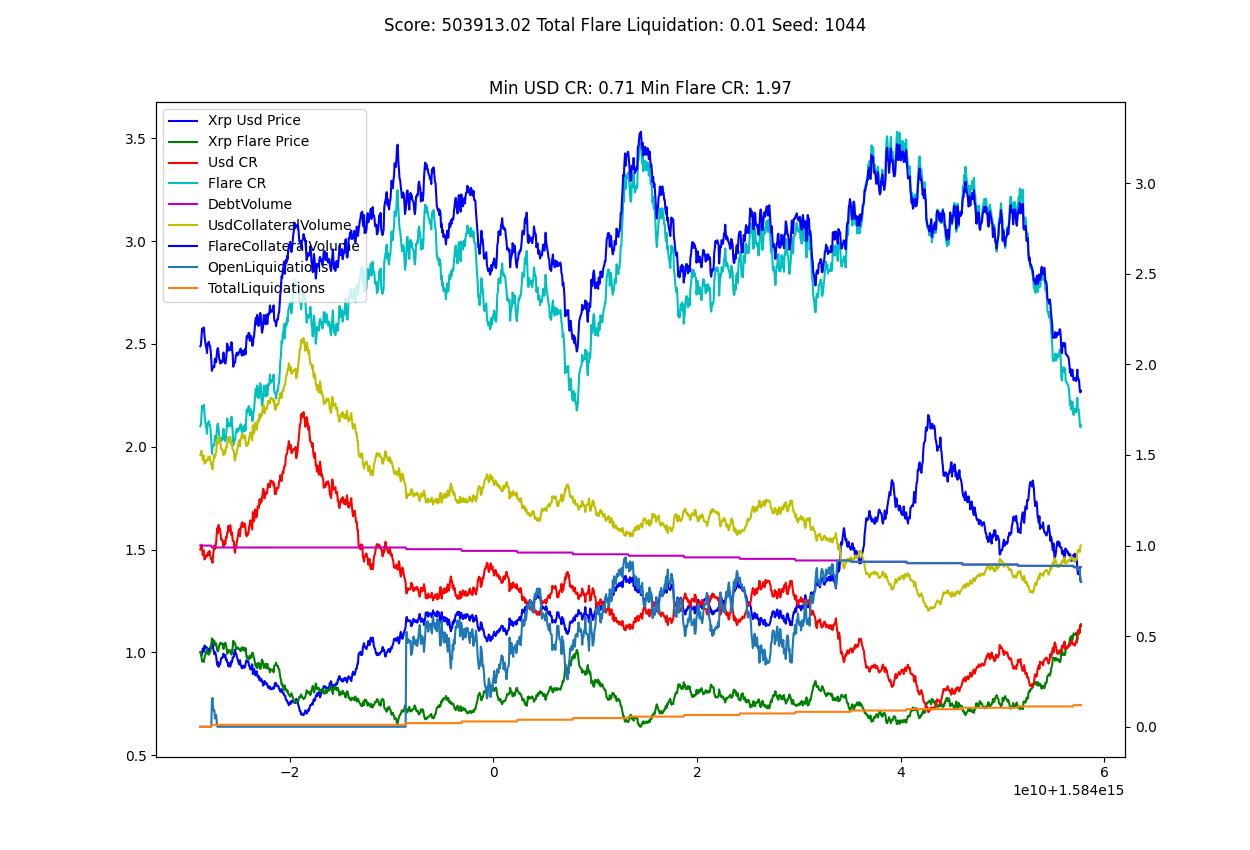 Score: 503913.02 Total Flare Liquidation: 0.01 Seed: 1044
Min USD CR: 0.71 Min Flare CR: 1.97
Xrp Usd Price
Xrp Flare Price
Usd CR
Flare CR
DebtVolume
UsdCollateralVolume
FlareCollateralVolume
OpenLiquidations
TotalLiquidations
3.5
3.0
2.5
2.0
1.5
1.0
0.5
3.0
2.5
2.0
1.5
1.0
0.5
0.0
−2 0 2 4 6
1e10+1.584e15